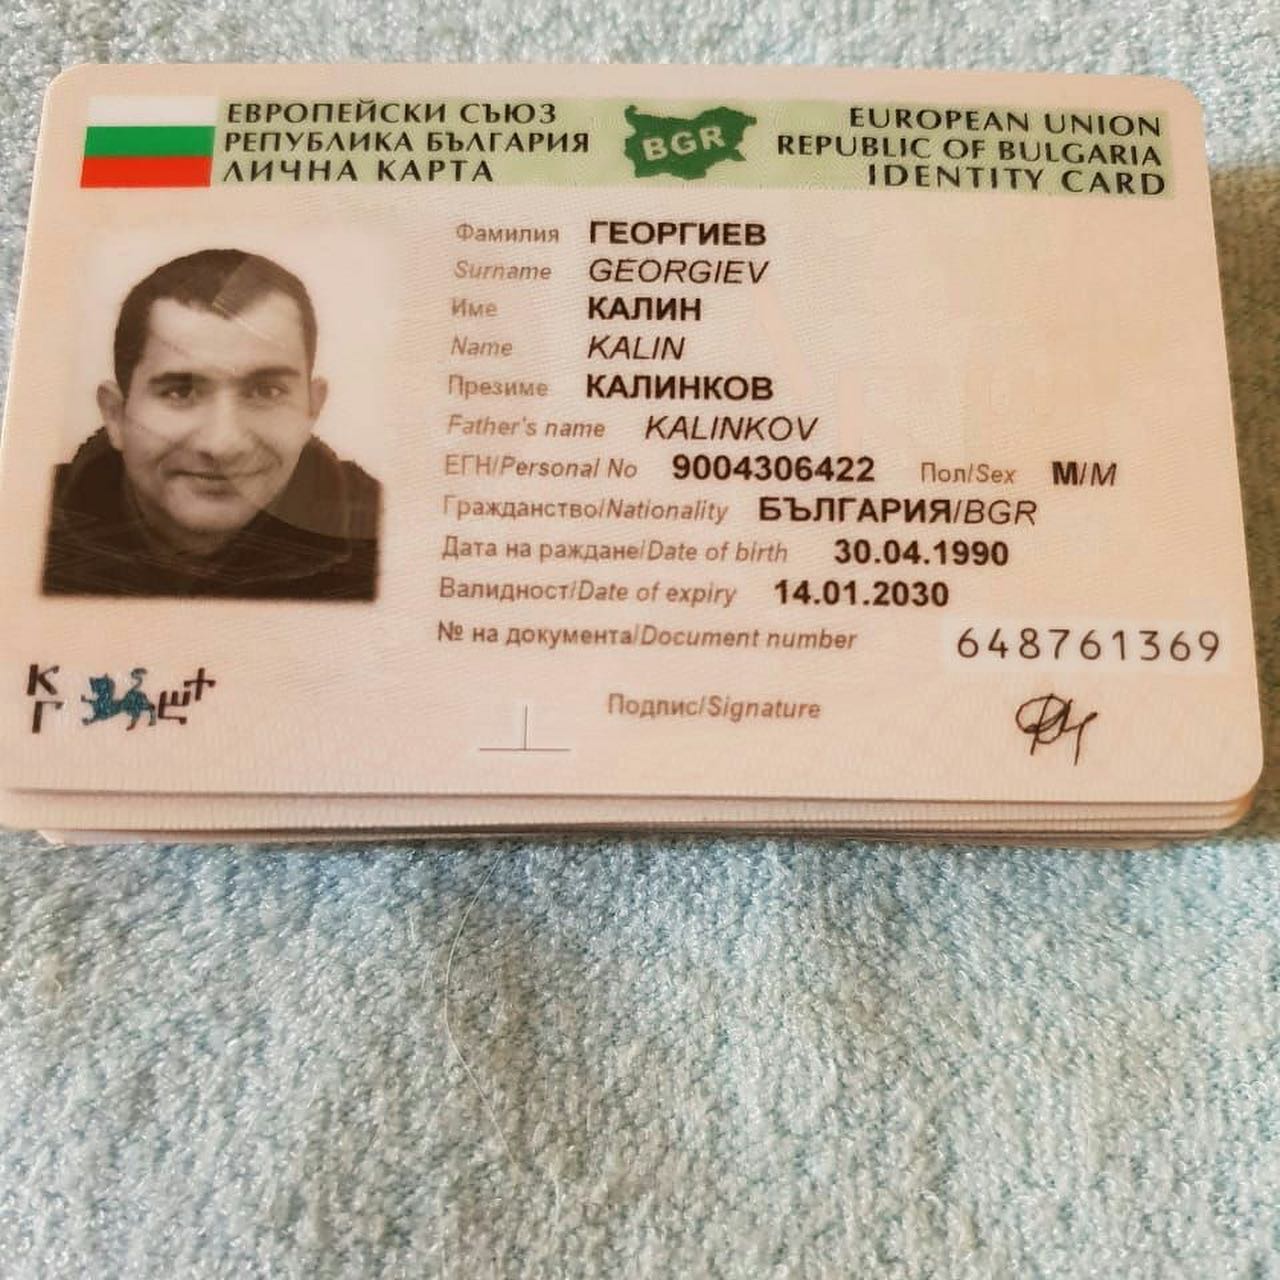 ЕВРОПЕЙСКИ СЪЮЗ
РЕПУБЛИКА БЪЛГАРИЯ
ЛИЧНА КАРТА
BGR
EUROPEAN UNION
REPUBLIC OF BULGARIA
IDENTITY CARD
Фамилия ГЕОРГИЕВ
Surname GEORGIEV
Име КАЛИН
Name KALIN
Презиме КАЛИНКОВ
Father's name KALINKOV
ЕГН/Personal No 9004306422 Пол/Sex М/M
Гражданство/Nationality БЪЛГАРИЯ/BGR
Дата на раждане/Date of birth 30.04.1990
Валидност/Date of expiry 14.01.2030
№ на документа/Document number 648761369
Подпис/Signature
К
Г